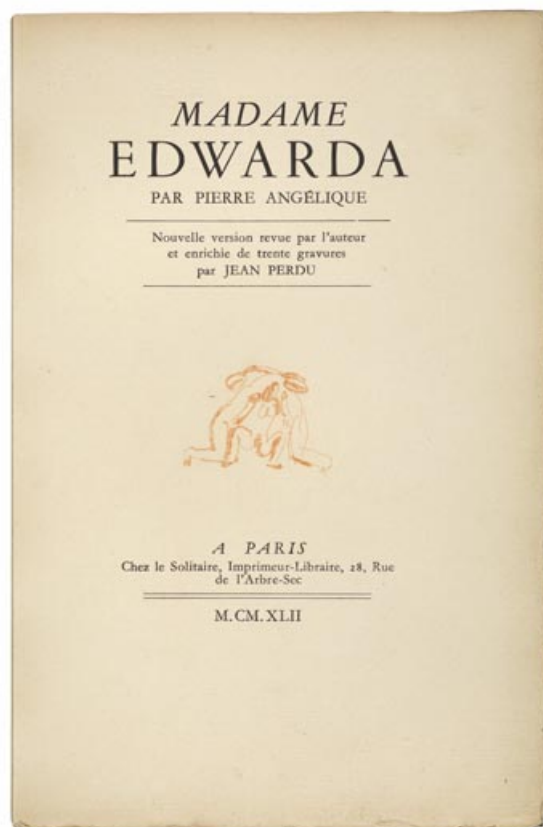 MADAME
EDWARDA
PAR PIERRE ANGÉLIQUE
Nouvelle version revue par l'auteur
et enrichie de trente gravures
par JEAN PERDU
A PARIS
Chez le Solitaire, Imprimeur-Libraire, 28, Rue
de l'Arbre-Sec
M.CM.XLII